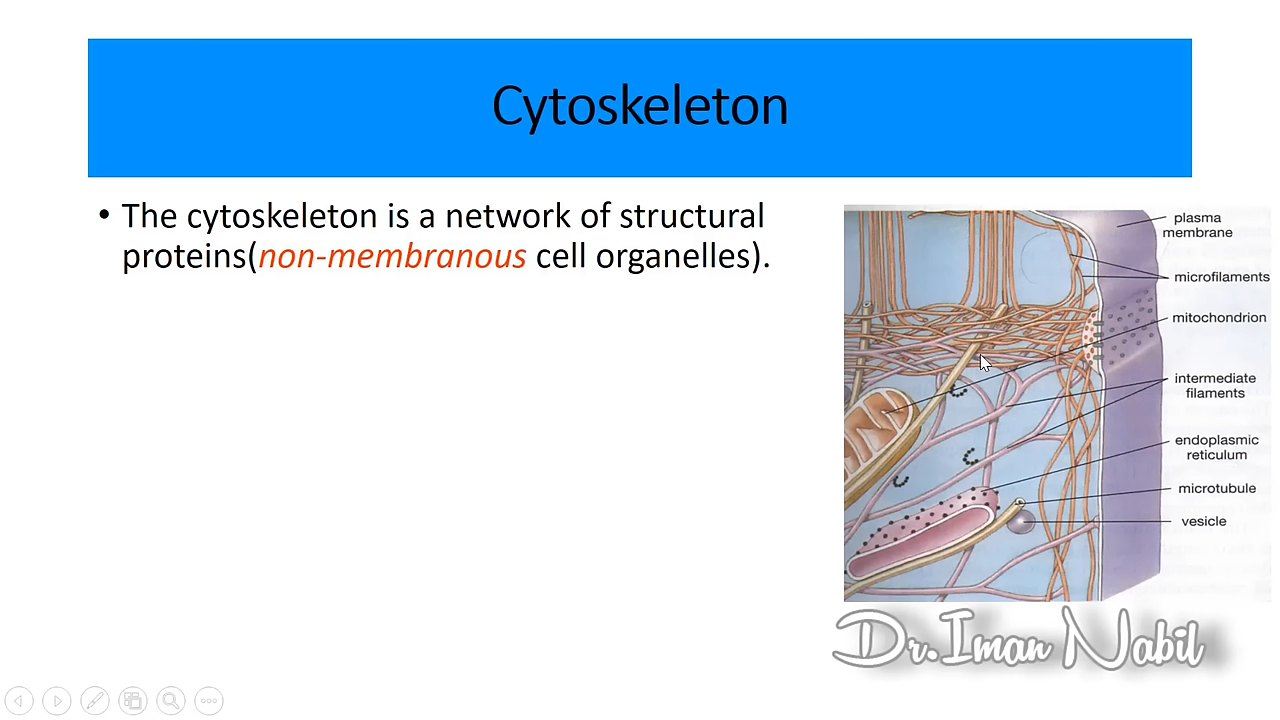 Cytoskeleton
• The cytoskeleton is a network of structural
proteins(non-membranous cell organelles).
plasma
membrane
microfilaments
mitochondrion
intermediate
filaments
endoplasmic
reticulum
microtubule
vesicle
Dr.Iman Nabil